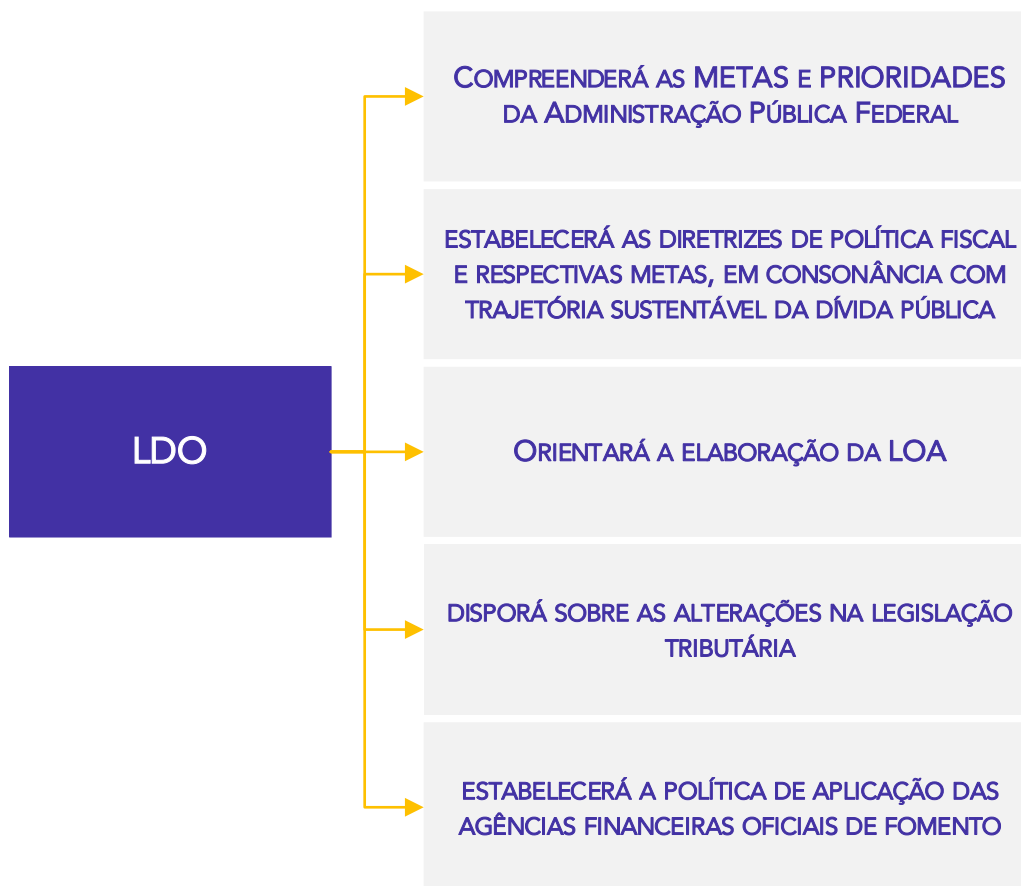 COMPREENDERÁ AS METAS E PRIORIDADES
DA ADMINISTRAÇÃO PÚBLICA FEDERAL
ESTABELECERÁ AS DIRETRIZES DE POLÍTICA FISCAL
E RESPECTIVAS METAS, EM CONSONÂNCIA COM
TRAJETÓRIA SUSTENTÁVEL DA DÍVIDA PÚBLICA
LDO
ORIENTARÁ A ELABORAÇÃO DA LOA
DISPORÁ SOBRE AS ALTERAÇÕES NA LEGISLAÇÃO
TRIBUTÁRIA
ESTABELECERÁ A POLÍTICA DE APLICAÇÃO DAS
AGÊNCIAS FINANCEIRAS OFICIAIS DE FOMENTO